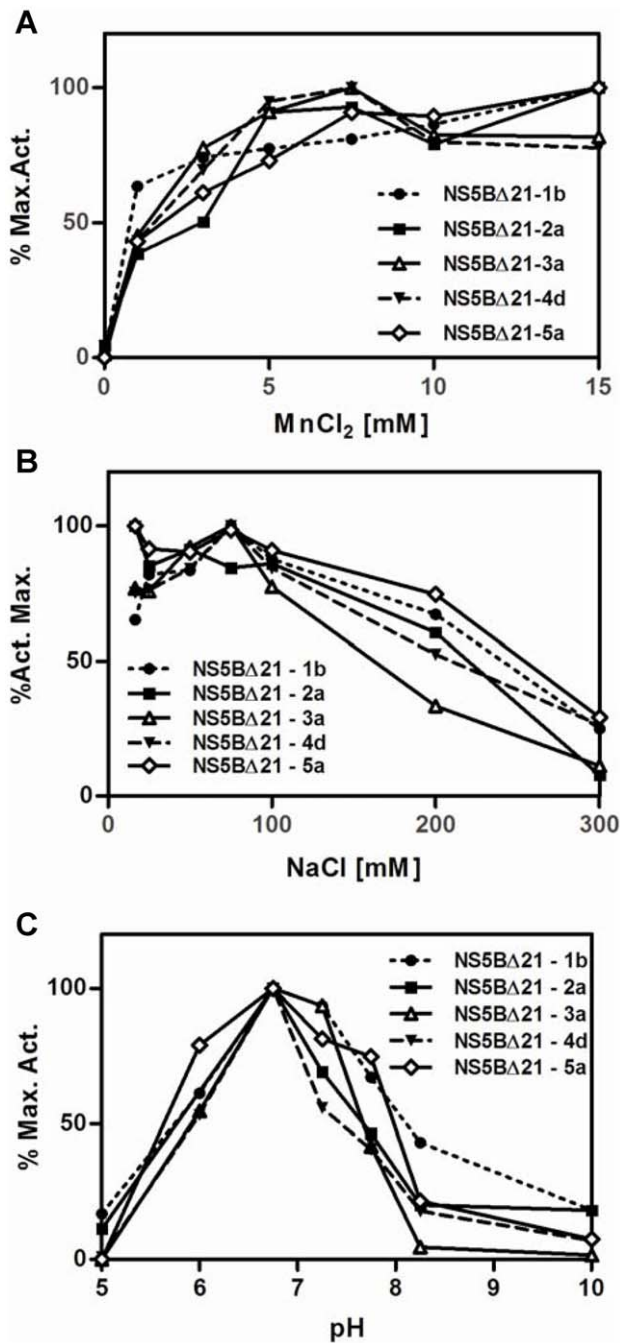 A
% Max.Act.
100
50
0
NS5BΔ21-1b
NS5BΔ21-2a
NS5BΔ21-3a
NS5BΔ21-4d
NS5BΔ21-5a
0
5
10
15
MnCl₂ [mM]
B
%Act. Max.
100
50
0
NS5BΔ21 - 1b
NS5BΔ21 - 2a
NS5BΔ21 - 3a
NS5BΔ21 - 4d
NS5BΔ21 - 5a
0
100
200
300
NaCl [mM]
C
% Max. Act.
100
50
0
NS5BΔ21 - 1b
NS5BΔ21 - 2a
NS5BΔ21 - 3a
NS5BΔ21 - 4d
NS5BΔ21 - 5a
5
6
7
8
9
10
pH